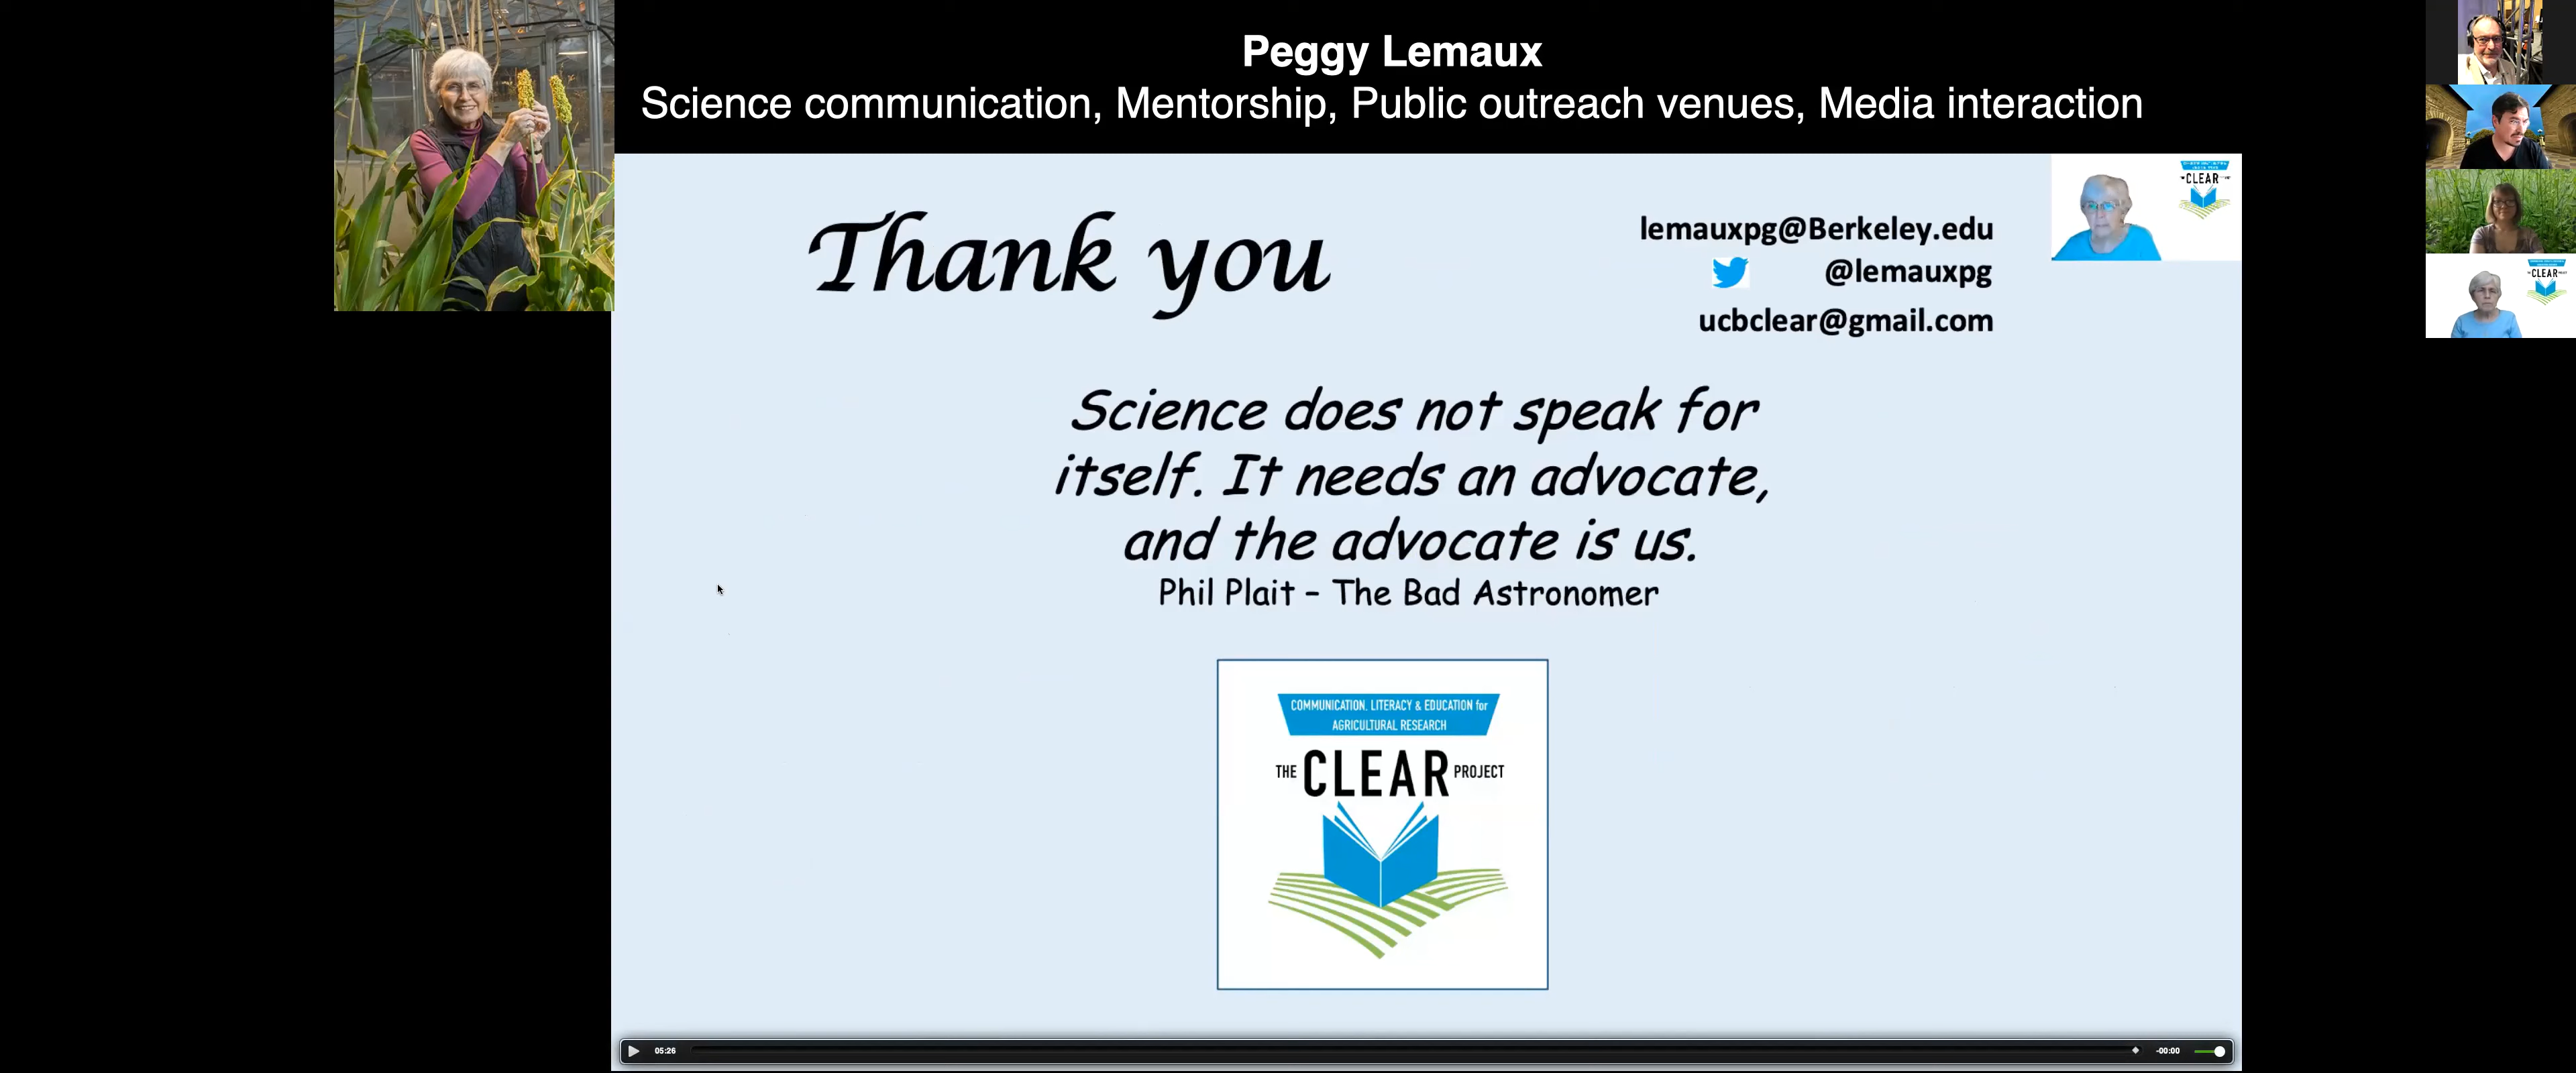 Peggy Lemaux
Science communication, Mentorship, Public outreach venues, Media interaction
Thank you
lemauxpg@Berkeley.edu
@lemauxpg
ucbclear@gmail.com
CLEAR
CLEAR
Science does not speak for
itself. It needs an advocate,
and the advocate is us.
Phil Plait – The Bad Astronomer
COMMUNICATION, LITERACY & EDUCATION for
AGRICULTURAL RESEARCH
THE CLEAR PROJECT
05:26
-00:00